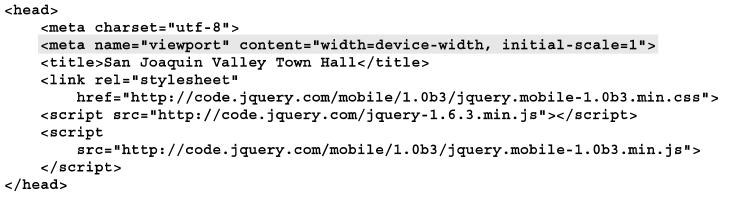 <head>
    <meta charset="utf-8">
    <meta name="viewport" content="width=device-width, initial-scale=1">
    <title>San Joaquin Valley Town Hall</title>
    <link rel="stylesheet"
        href="http://code.jquery.com/mobile/1.0b3/jquery.mobile-1.0b3.min.css">
    <script src="http://code.jquery.com/jquery-1.6.3.min.js"></script>
    <script
        src="http://code.jquery.com/mobile/1.0b3/jquery.mobile-1.0b3.min.js">
    </script>
</head>